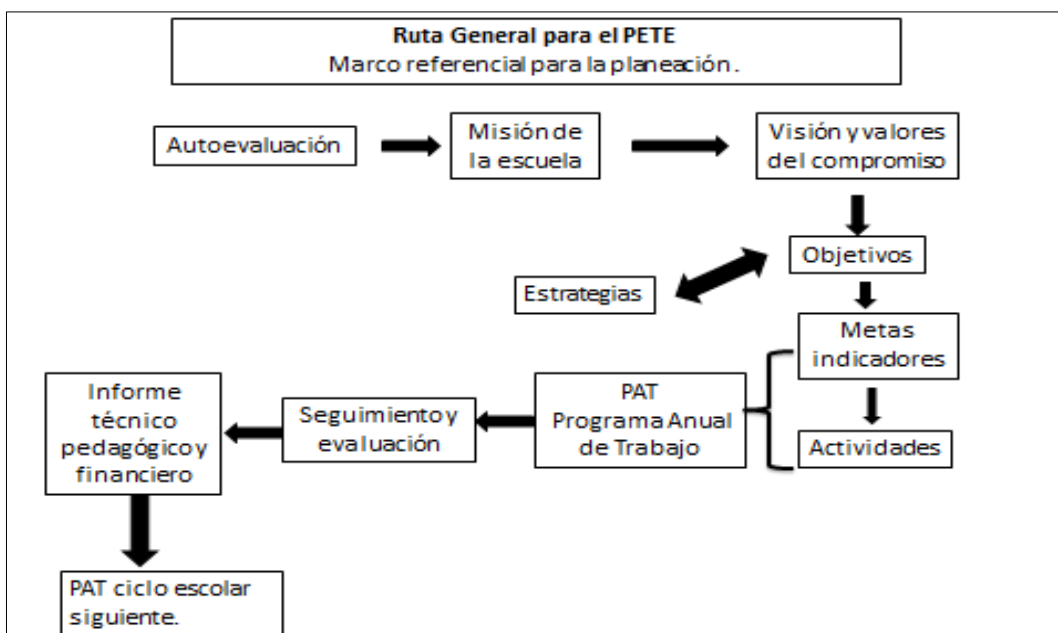 Ruta General para el PETE
Marco referencial para la planeación.
Autoevaluación
Misión de
la escuela
Visión y valores
del compromiso
Objetivos
Estrategias
Metas
indicadores
Informe
técnico
pedagógico y
financiero
Seguimiento y
evaluación
PAT
Programa Anual
de Trabajo
Actividades
PAT ciclo escolar
siguiente.